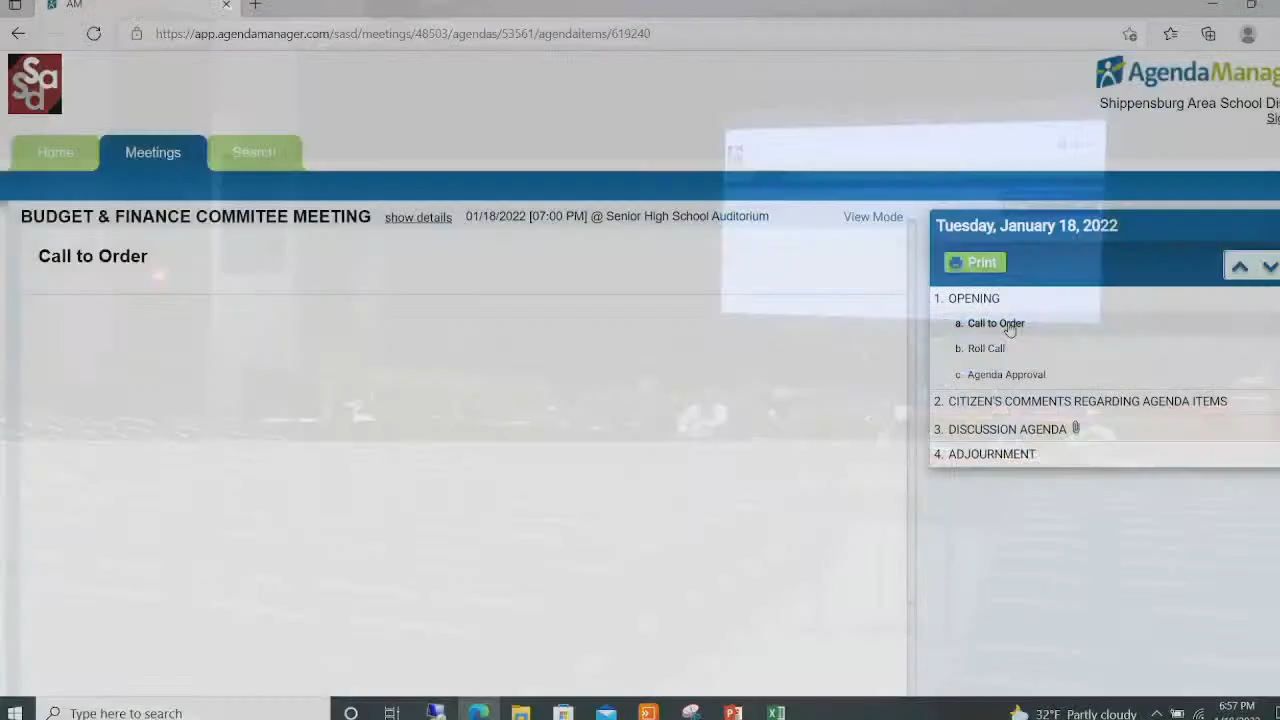 AM
https://app.agendamanager.com/sasd/meetings/48503/agendas/53561/agendaitems/619240
Sa
sd
AgendaManag
Shippensburg Area School Di
Sig
Home
Meetings
Search
BUDGET & FINANCE COMMITEE MEETING show details 01/18/2022 [07:00 PM] @ Senior High School Auditorium View Mode
Call to Order
Tuesday, January 18, 2022
Print
1. OPENING
a. Call to Order
b. Roll Call
c Agenda Approval
2. CITIZEN'S COMMENTS REGARDING AGENDA ITEMS
3. DISCUSSION AGENDA
4. ADJOURNMENT
Type here to search
32°F Partly cloudy
6:57 PM